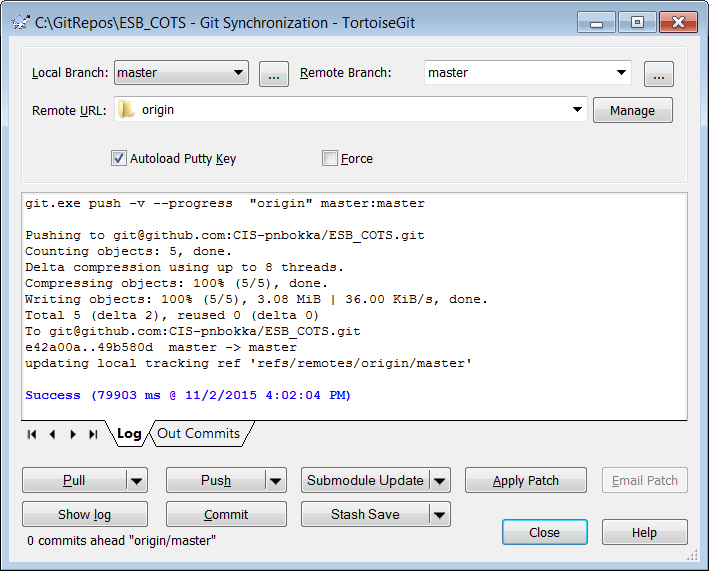 C:\GitRepos\ESB_COTS - Git Synchronization - TortoiseGit
Local Branch: master ... Remote Branch: master ...
Remote URL: origin Manage
Autoload Putty Key Force
git.exe push -v --progress  "origin" master:master
Pushing to git@github.com:CIS-pnbokka/ESB_COTS.git
Counting objects: 5, done.
Delta compression using up to 8 threads.
Compressing objects: 100% (5/5), done.
Writing objects: 100% (5/5), 3.08 MiB | 36.00 KiB/s, done.
Total 5 (delta 2), reused 0 (delta 0)
To git@github.com:CIS-pnbokka/ESB_COTS.git
e42a00a..49b580d  master -> master
updating local tracking ref 'refs/remotes/origin/master'
Success (79903 ms @ 11/2/2015 4:02:04 PM)
Log Out Commits
Pull Push Submodule Update Apply Patch Email Patch
Show log Commit Stash Save
Close Help
0 commits ahead "origin/master"